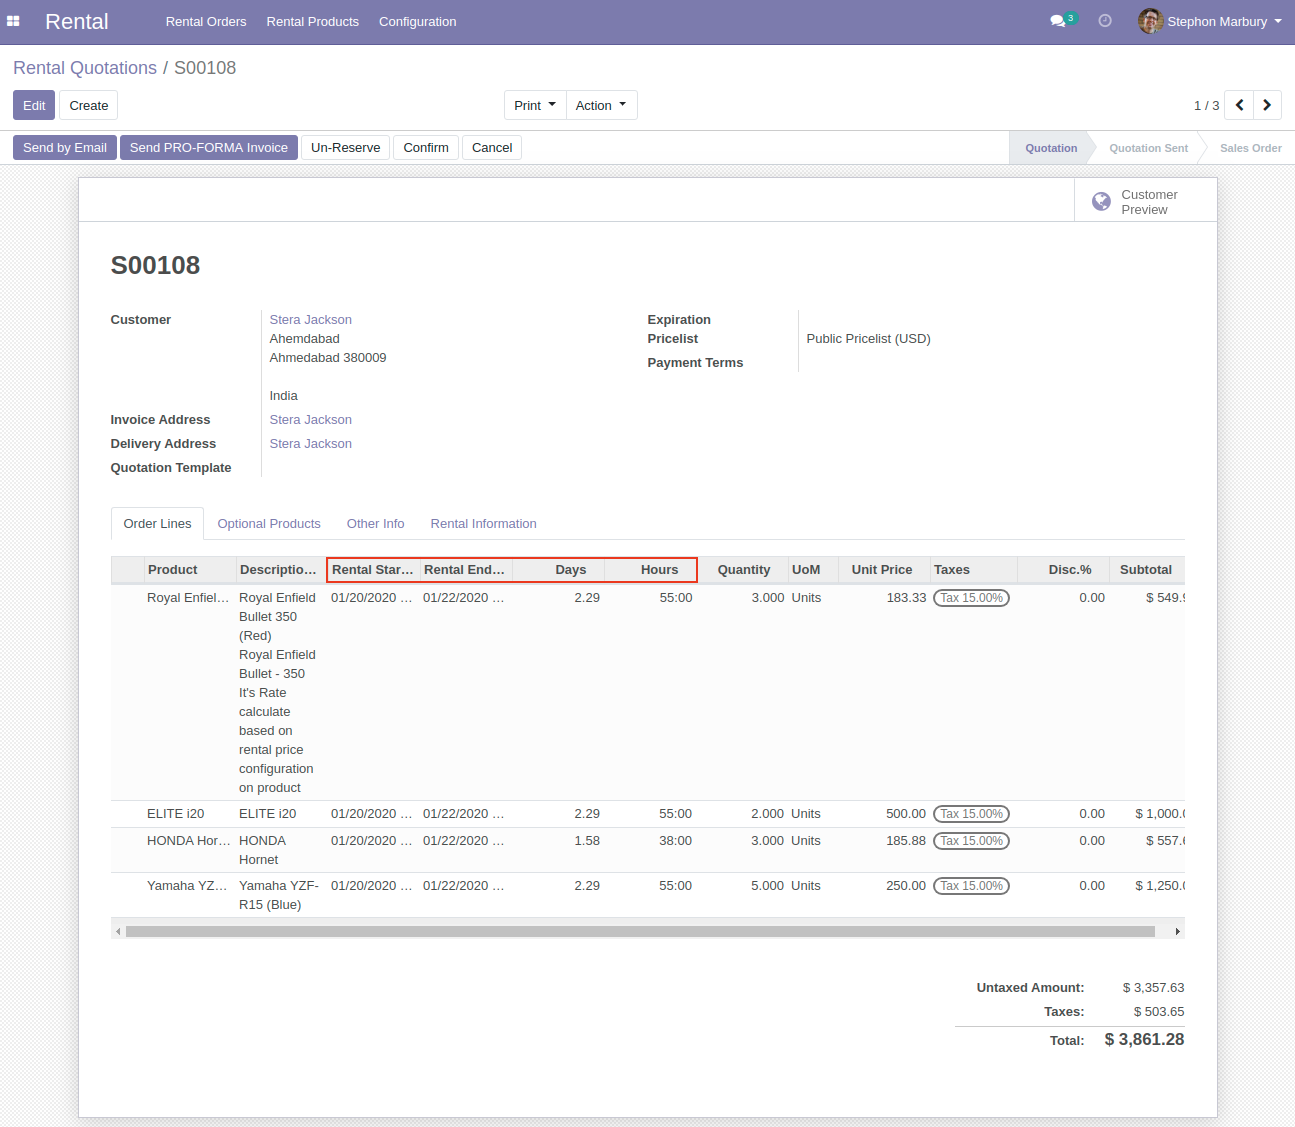 Rental Rental Orders Rental Products Configuration 3 Stephon Marbury
Rental Quotations / S00108
Edit Create Print Action 1 / 3
Send by Email Send PRO-FORMA Invoice Un-Reserve Confirm Cancel Quotation Quotation Sent Sales Order
Customer
Preview
S00108
Customer Stera Jackson Expiration
Ahemdabad Pricelist Public Pricelist (USD)
Ahmedabad 380009 Payment Terms
India
Invoice Address Stera Jackson
Delivery Address Stera Jackson
Quotation Template
Order Lines Optional Products Other Info Rental Information
Product Descriptio… Rental Star… Rental End… Days Hours Quantity UoM Unit Price Taxes Disc.% Subtotal
Royal Enfiel… Royal Enfield 01/20/2020 … 01/22/2020 … 2.29 55:00 3.000 Units 183.33 Tax 15.00% 0.00 $ 549.9
Bullet 350
(Red)
Royal Enfield
Bullet - 350
It's Rate
calculate
based on
rental price
configuration
on product
ELITE i20 ELITE i20 01/20/2020 … 01/22/2020 … 2.29 55:00 2.000 Units 500.00 Tax 15.00% 0.00 $ 1,000.0
HONDA Hor… HONDA 01/20/2020 … 01/22/2020 … 1.58 38:00 3.000 Units 185.88 Tax 15.00% 0.00 $ 557.6
Hornet
Yamaha YZ… Yamaha YZF- 01/20/2020 … 01/22/2020 … 2.29 55:00 5.000 Units 250.00 Tax 15.00% 0.00 $ 1,250.0
R15 (Blue)
Untaxed Amount: $ 3,357.63
Taxes: $ 503.65
Total: $ 3,861.28